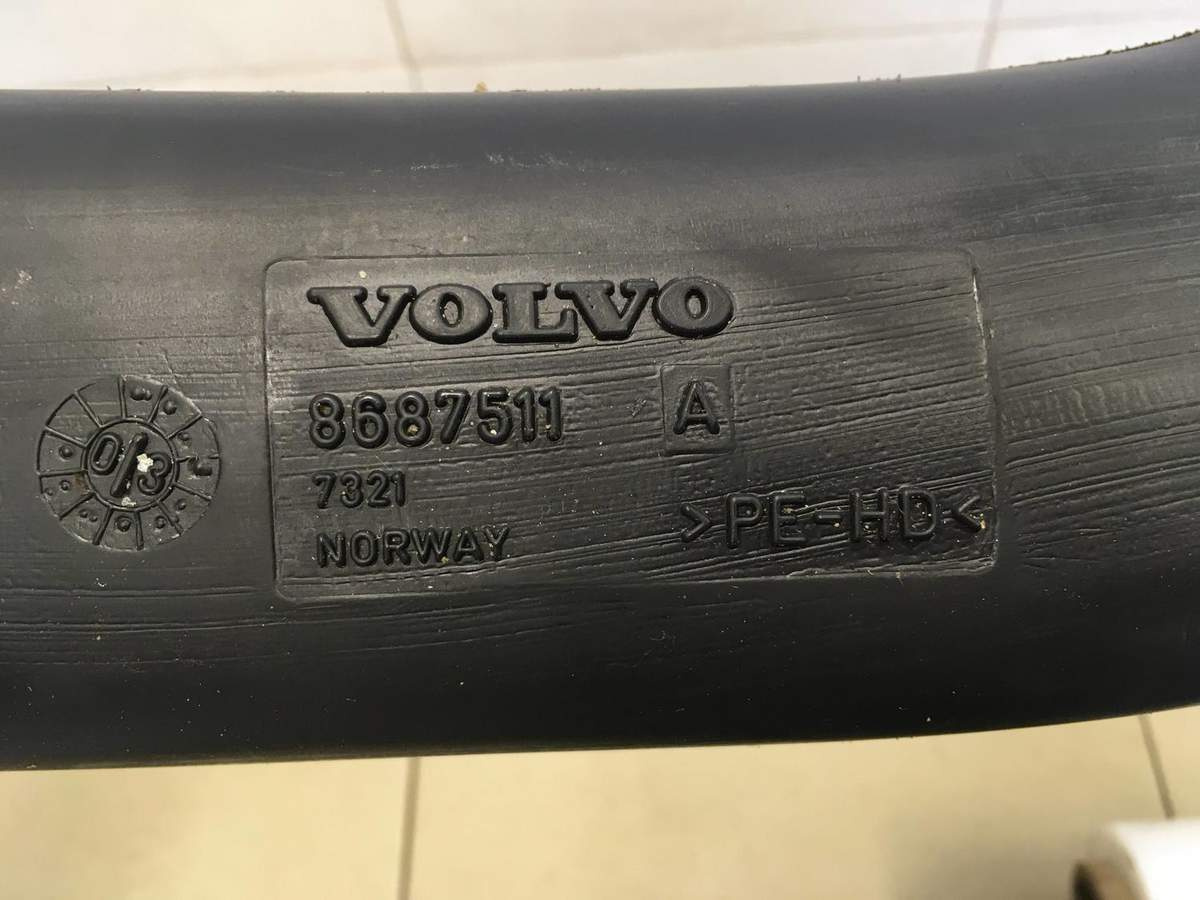 VOLVO
8687511 A
7321
NORWAY >PE-HD<
0/3